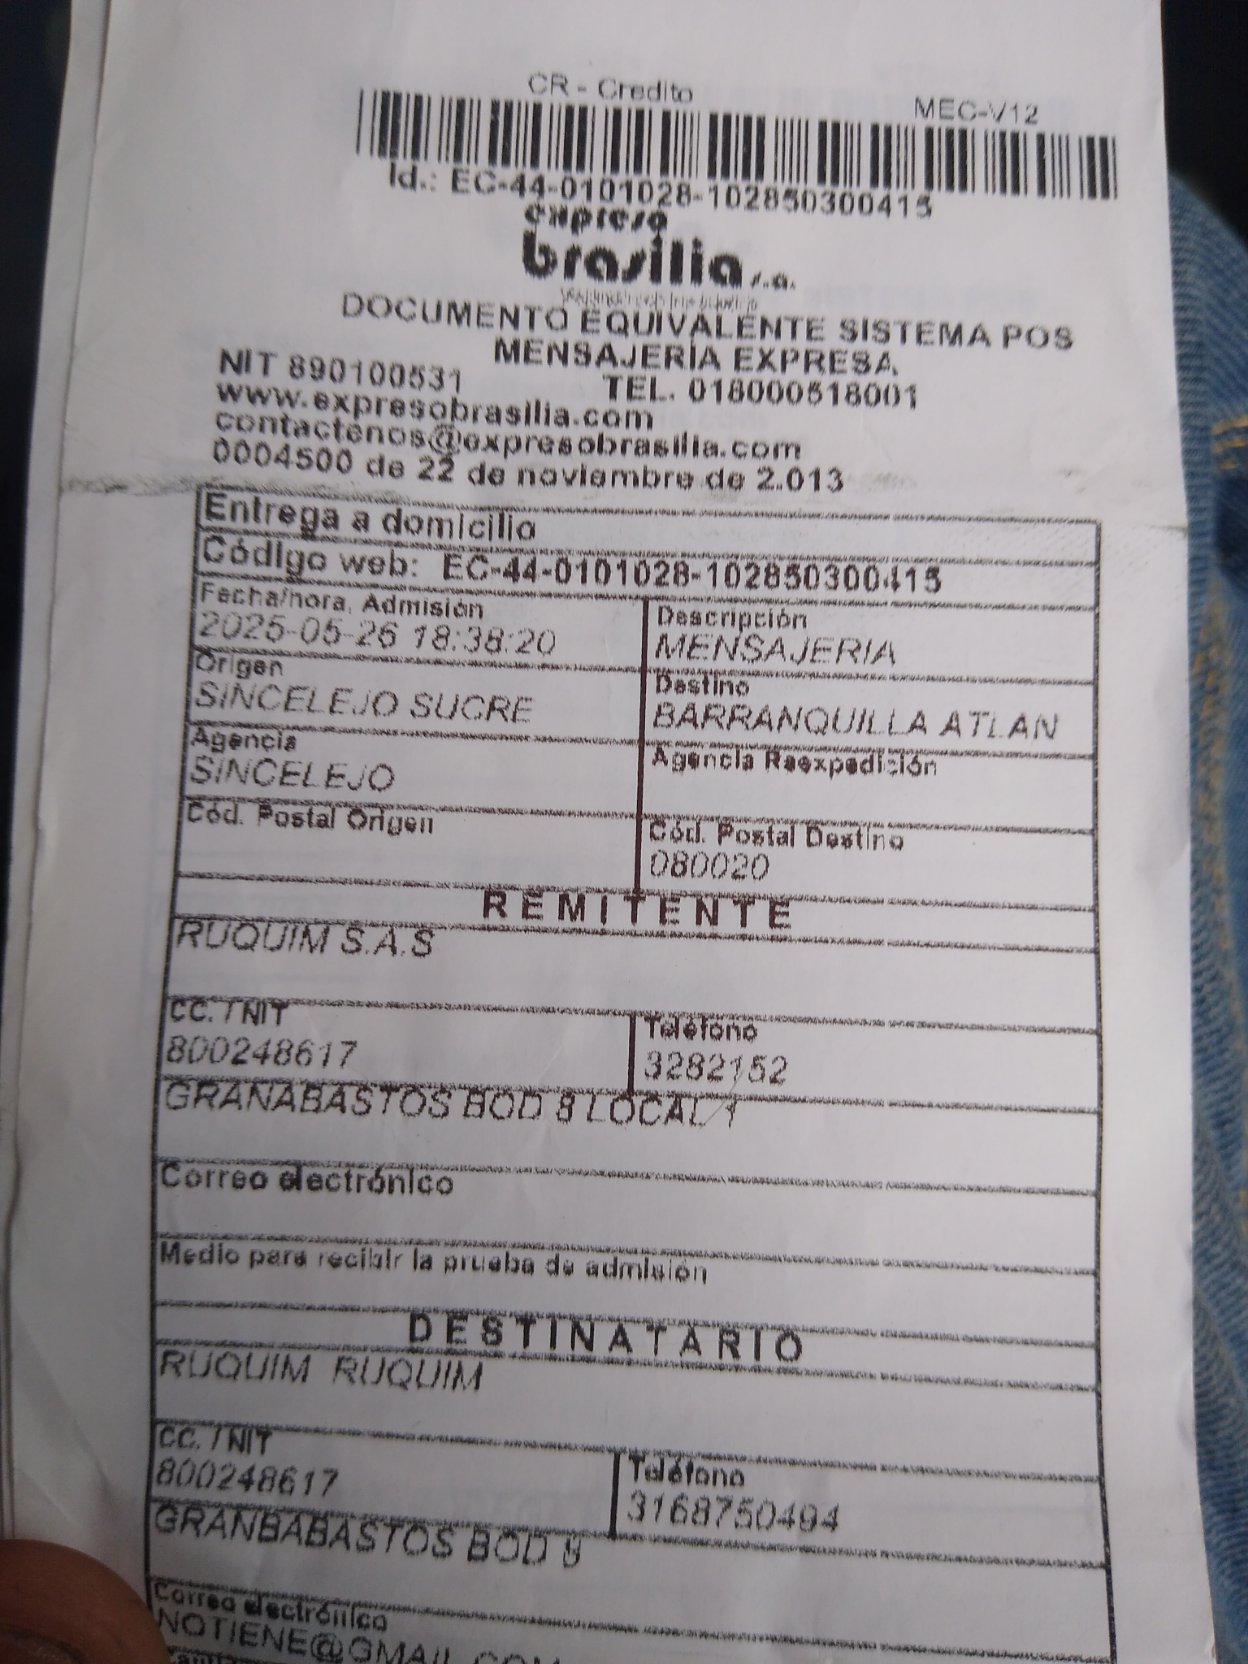 CR - Credito
MEC-V12
Id.: EC-44-0101028-102850300415
expreso
brasilia s.a.
DOCUMENTO EQUIVALENTE SISTEMA POS
MENSAJERÍA EXPRESA
NIT 890100531 TEL. 018000518001
www.expresobrasilia.com
contactenos@expresobrasilia.com
0004500 de 22 de noviembre de 2.013
Entrega a domicilio
Código web: EC-44-0101028-102850300415
Fecha/hora, Admisión
2025-05-26 18:38:20
Descripción
MENSAJERIA
Origen
SINCELEJO SUCRE
Destino
BARRANQUILLA ATLAN
Agencia
SINCELEJO
Agencia Reexpedición
Cód. Postal Origen
Cód. Postal Destino
080020
REMITENTE
RUQUIM S.A.S
CC. / NIT
800248617
Teléfono
3282152
GRANABASTOS BOD 8 LOCAL 1
Correo electrónico
Medio para recibir la prueba de admisión
DESTINATARIO
RUQUIM RUQUIM
CC. / NIT
800248617
Teléfono
3168750494
GRANBABASTOS BOD 8
Correo electrónico